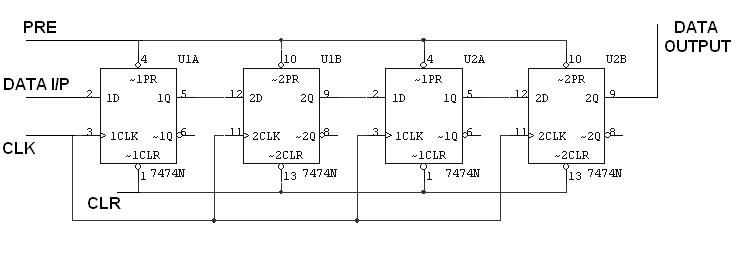 PRE
DATA
OUTPUT
4 U1A 10 U1B 4 U2A 10 U2B
~1PR ~2PR ~1PR ~2PR
DATA I/P
2 1D 1Q 5 12 2D 2Q 9 2 1D 1Q 5 12 2D 2Q 9
3 1CLK ~1Q 6 11 2CLK ~2Q 8 3 1CLK ~1Q 6 11 2CLK ~2Q 8
CLK
~1CLR ~2CLR ~1CLR ~2CLR
1 7474N 13 7474N 1 7474N 13 7474N
CLR